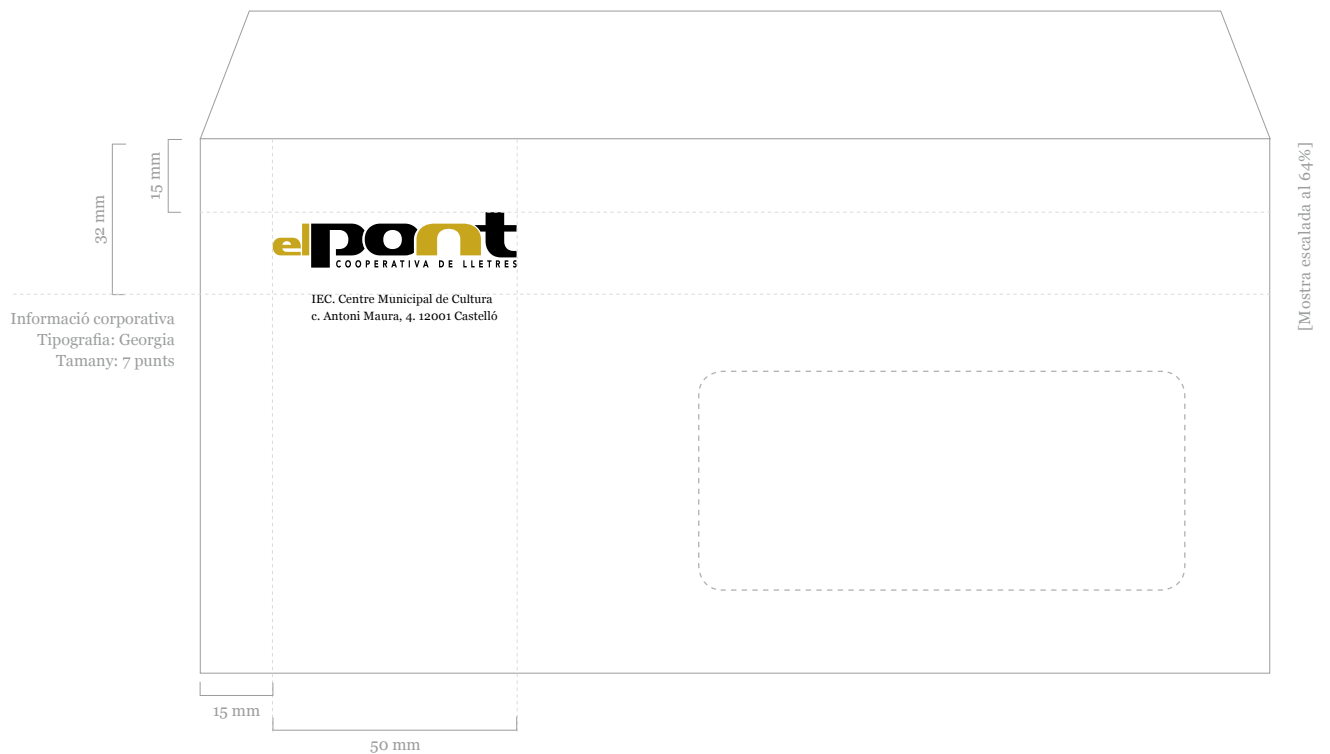 15 mm
32 mm
[Mostra escalada al 64%]
el pont
COOPERATIVA DE LLETRES
IEC. Centre Municipal de Cultura
c. Antoni Maura, 4. 12001 Castelló
Informació corporativa
Tipografia: Georgia
Tamany: 7 punts
15 mm
50 mm